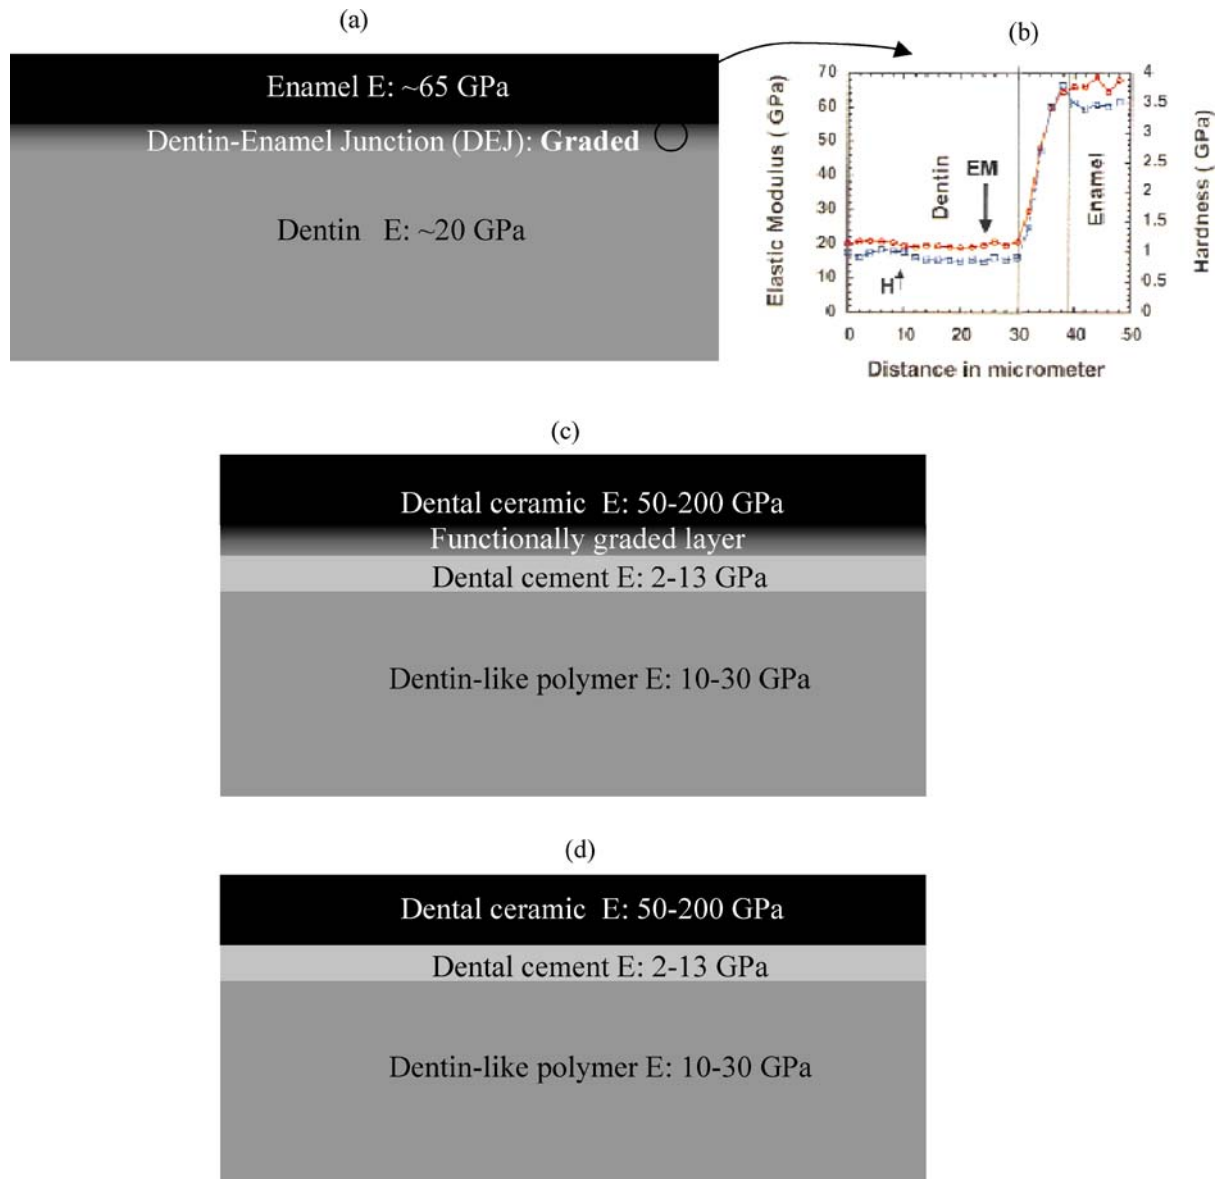 (a)
Enamel E: ~65 GPa
Dentin-Enamel Junction (DEJ): Graded
Dentin E: ~20 GPa
(b)
Elastic Modulus ( GPa)
70
60
50
40
30
20
10
0
Dentin
EM
H
Enamel
4
3.5
3
2.5
2
1.5
1
0.5
0
Hardness ( GPa)
0 10 20 30 40 50
Distance in micrometer
(c)
Dental ceramic E: 50-200 GPa
Functionally graded layer
Dental cement E: 2-13 GPa
Dentin-like polymer E: 10-30 GPa
(d)
Dental ceramic E: 50-200 GPa
Dental cement E: 2-13 GPa
Dentin-like polymer E: 10-30 GPa